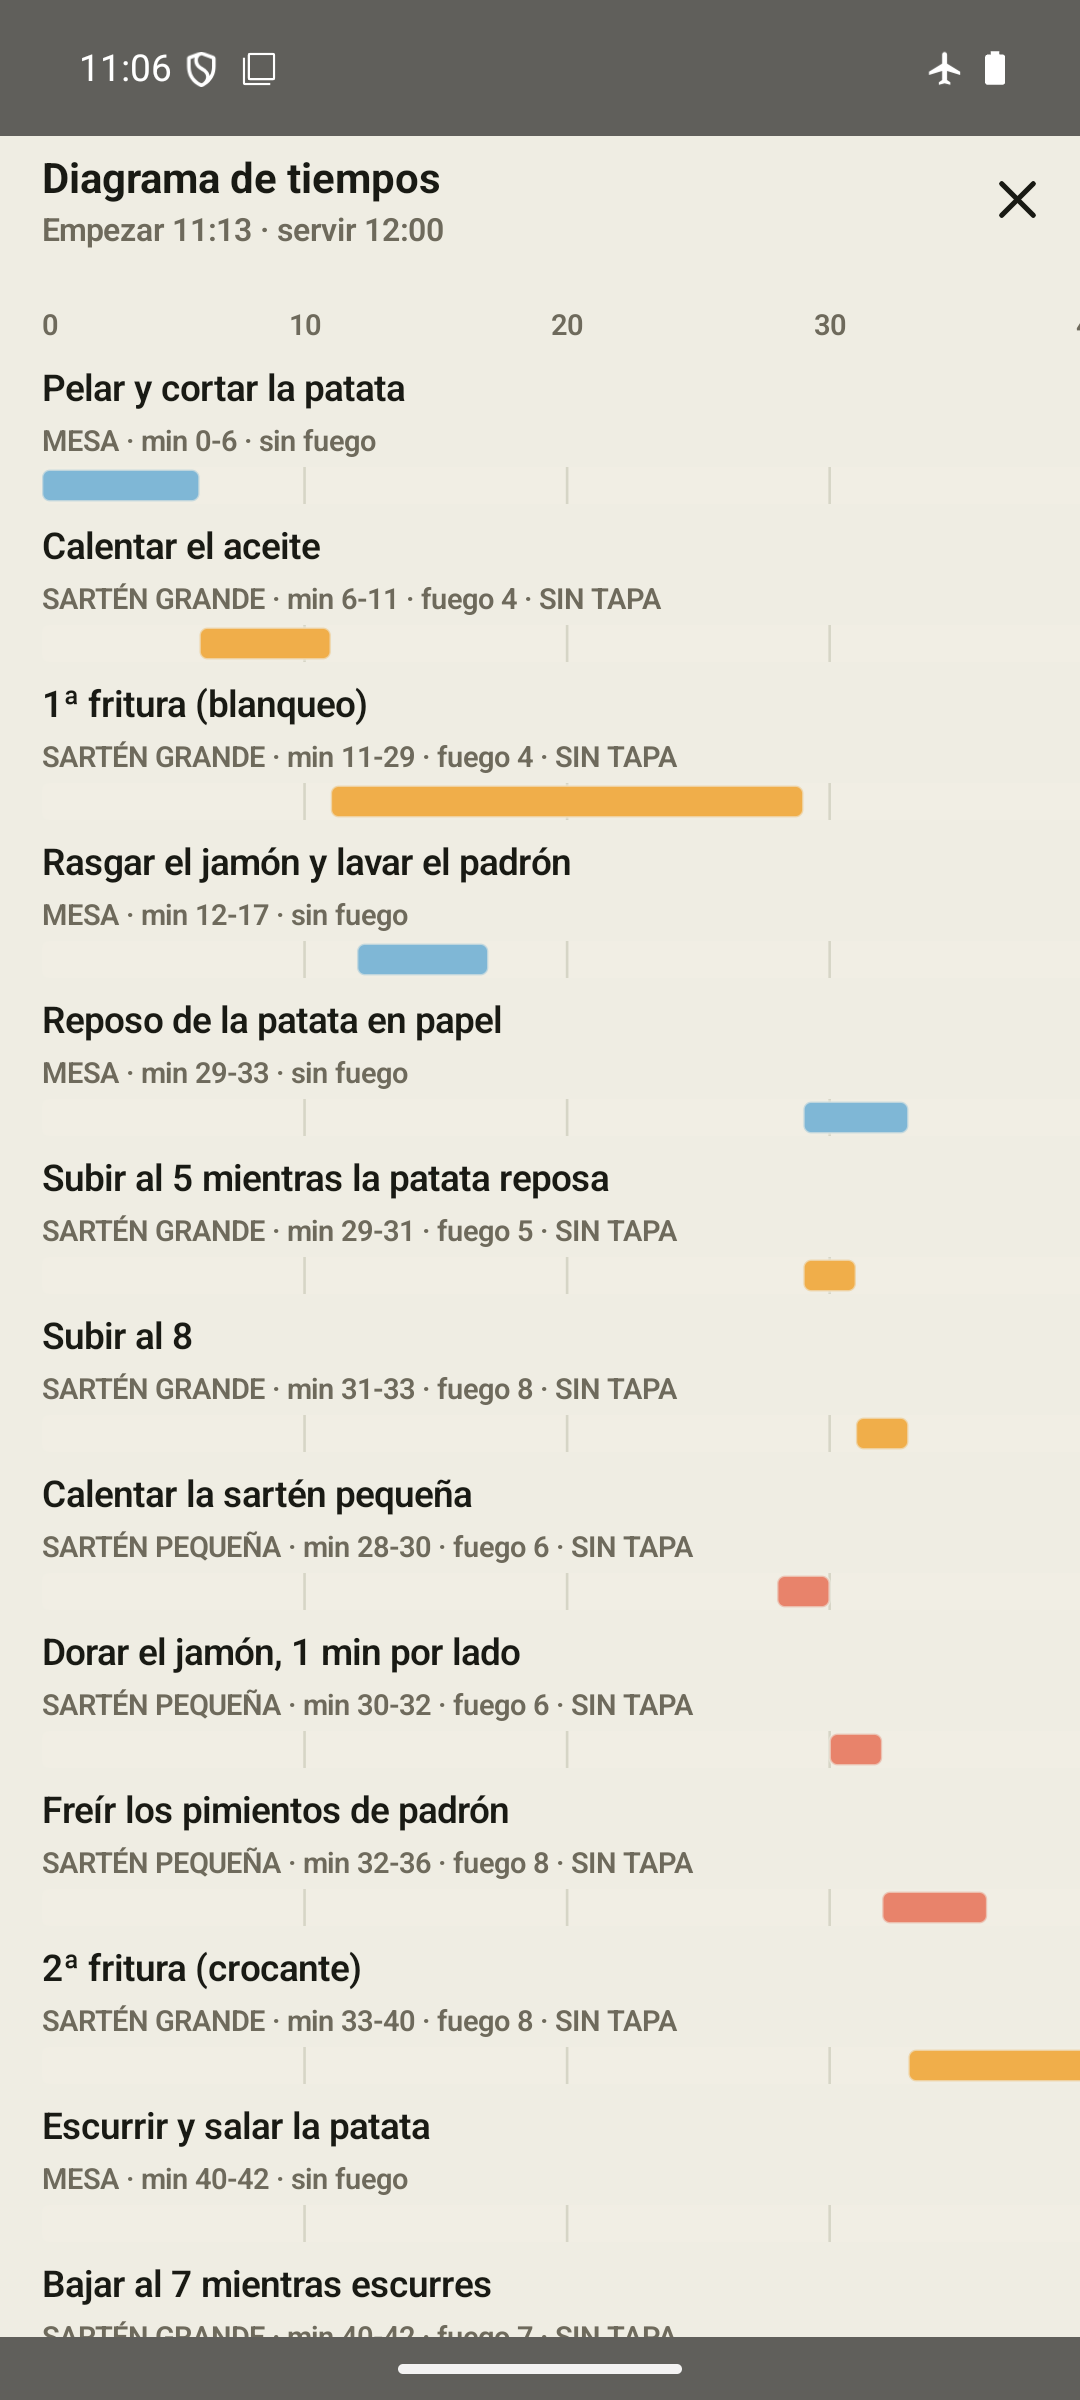 11:06
Diagrama de tiempos
Empezar 11:13 · servir 12:00
0 10 20 30
Pelar y cortar la patata
MESA · min 0-6 · sin fuego
Calentar el aceite
SARTÉN GRANDE · min 6-11 · fuego 4 · SIN TAPA
1ª fritura (blanqueo)
SARTÉN GRANDE · min 11-29 · fuego 4 · SIN TAPA
Rasgar el jamón y lavar el padrón
MESA · min 12-17 · sin fuego
Reposo de la patata en papel
MESA · min 29-33 · sin fuego
Subir al 5 mientras la patata reposa
SARTÉN GRANDE · min 29-31 · fuego 5 · SIN TAPA
Subir al 8
SARTÉN GRANDE · min 31-33 · fuego 8 · SIN TAPA
Calentar la sartén pequeña
SARTÉN PEQUEÑA · min 28-30 · fuego 6 · SIN TAPA
Dorar el jamón, 1 min por lado
SARTÉN PEQUEÑA · min 30-32 · fuego 6 · SIN TAPA
Freír los pimientos de padrón
SARTÉN PEQUEÑA · min 32-36 · fuego 8 · SIN TAPA
2ª fritura (crocante)
SARTÉN GRANDE · min 33-40 · fuego 8 · SIN TAPA
Escurrir y salar la patata
MESA · min 40-42 · sin fuego
Bajar al 7 mientras escurres
SARTÉN GRANDE · min 40-42 · fuego 7 · SIN TAPA